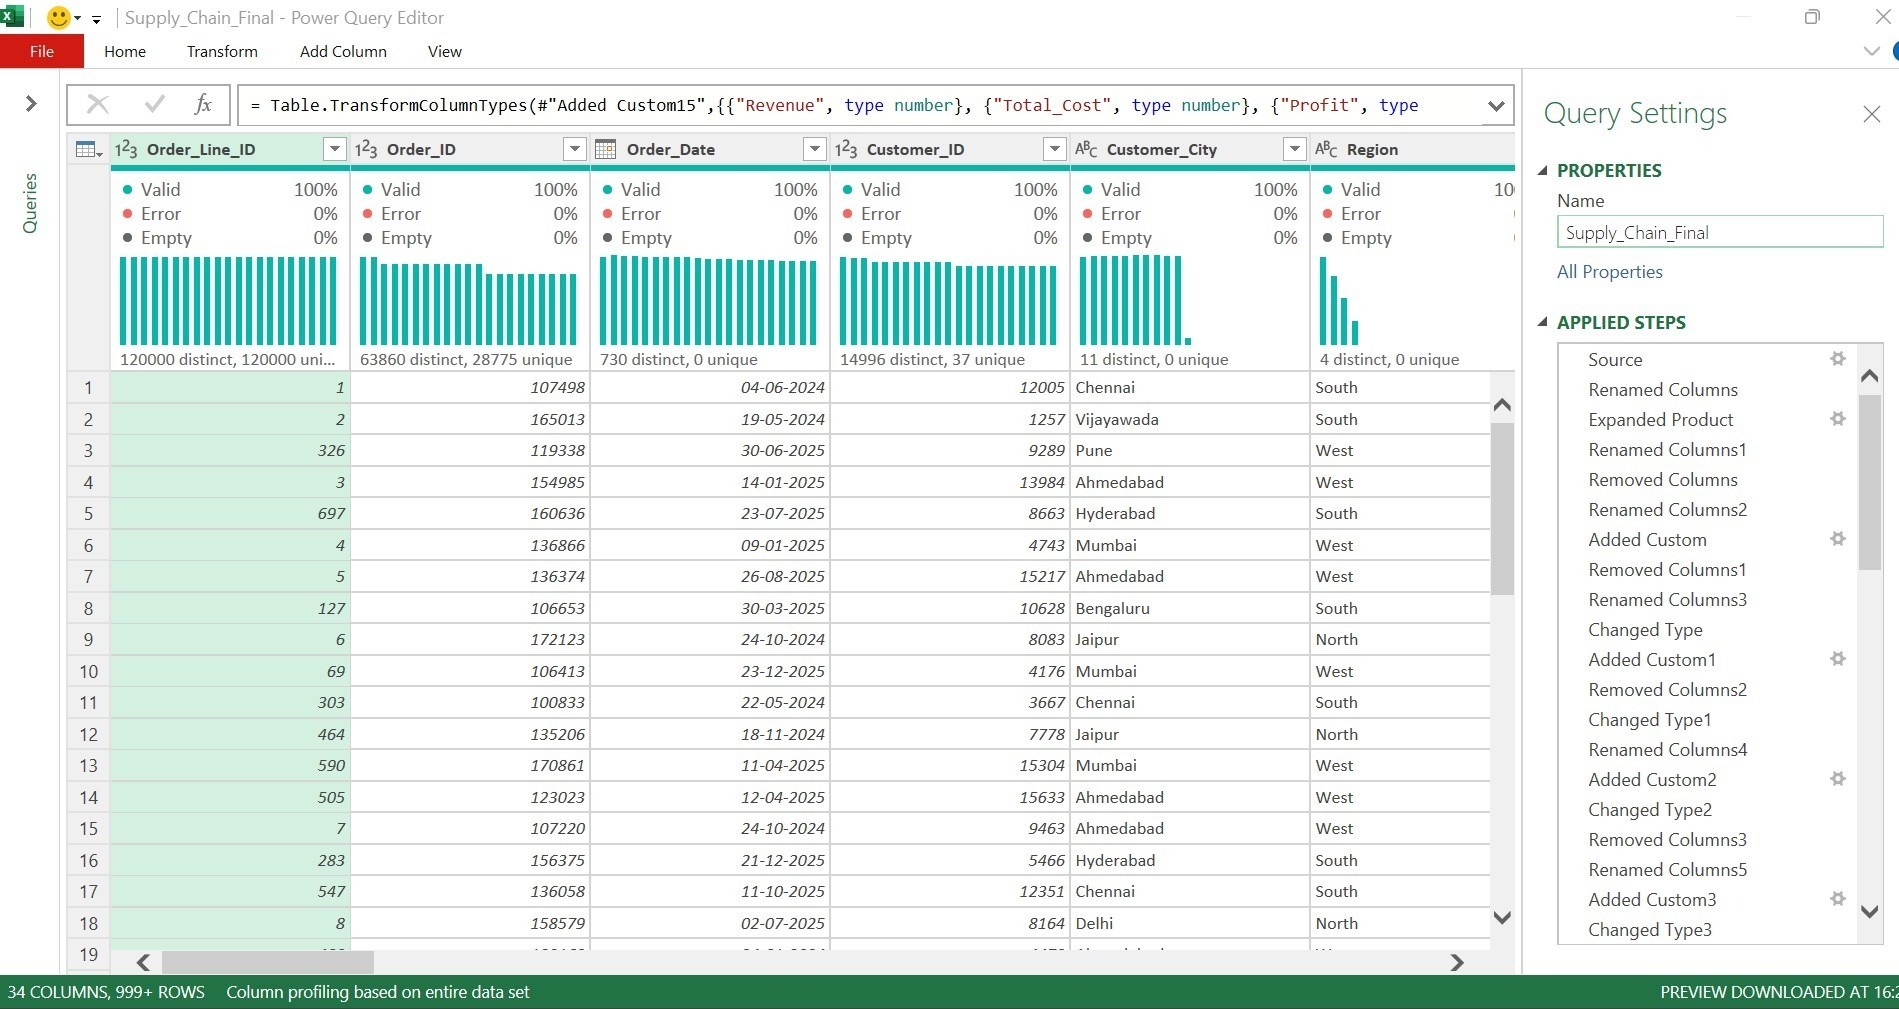 Supply_Chain_Final - Power Query Editor
File Home Transform Add Column View
= Table.TransformColumnTypes(#"Added Custom15",{{"Revenue", type number}, {"Total_Cost", type number}, {"Profit", type
Queries
123 Order_Line_ID 123 Order_ID Order_Date 123 Customer_ID ABC Customer_City ABC Region
Valid 100% Valid 100% Valid 100% Valid 100% Valid 100% Valid 10
Error 0% Error 0% Error 0% Error 0% Error 0% Error
Empty 0% Empty 0% Empty 0% Empty 0% Empty 0% Empty
120000 distinct, 120000 uni... 63860 distinct, 28775 unique 730 distinct, 0 unique 14996 distinct, 37 unique 11 distinct, 0 unique 4 distinct, 0 unique
1 1 107498 04-06-2024 12005 Chennai South
2 2 165013 19-05-2024 1257 Vijayawada South
3 326 119338 30-06-2025 9289 Pune West
4 3 154985 14-01-2025 13984 Ahmedabad West
5 697 160636 23-07-2025 8663 Hyderabad South
6 4 136866 09-01-2025 4743 Mumbai West
7 5 136374 26-08-2025 15217 Ahmedabad West
8 127 106653 30-03-2025 10628 Bengaluru South
9 6 172123 24-10-2024 8083 Jaipur North
10 69 106413 23-12-2025 4176 Mumbai West
11 303 100833 22-05-2024 3667 Chennai South
12 464 135206 18-11-2024 7778 Jaipur North
13 590 170861 11-04-2025 15304 Mumbai West
14 505 123023 12-04-2025 15633 Ahmedabad West
15 7 107220 24-10-2024 9463 Ahmedabad West
16 283 156375 21-12-2025 5466 Hyderabad South
17 547 136058 11-10-2025 12351 Chennai South
18 8 158579 02-07-2025 8164 Delhi North
19
Query Settings
PROPERTIES
Name
Supply_Chain_Final
All Properties
APPLIED STEPS
Source
Renamed Columns
Expanded Product
Renamed Columns1
Removed Columns
Renamed Columns2
Added Custom
Removed Columns1
Renamed Columns3
Changed Type
Added Custom1
Removed Columns2
Changed Type1
Renamed Columns4
Added Custom2
Changed Type2
Removed Columns3
Renamed Columns5
Added Custom3
Changed Type3
34 COLUMNS, 999+ ROWS Column profiling based on entire data set PREVIEW DOWNLOADED AT 16:2